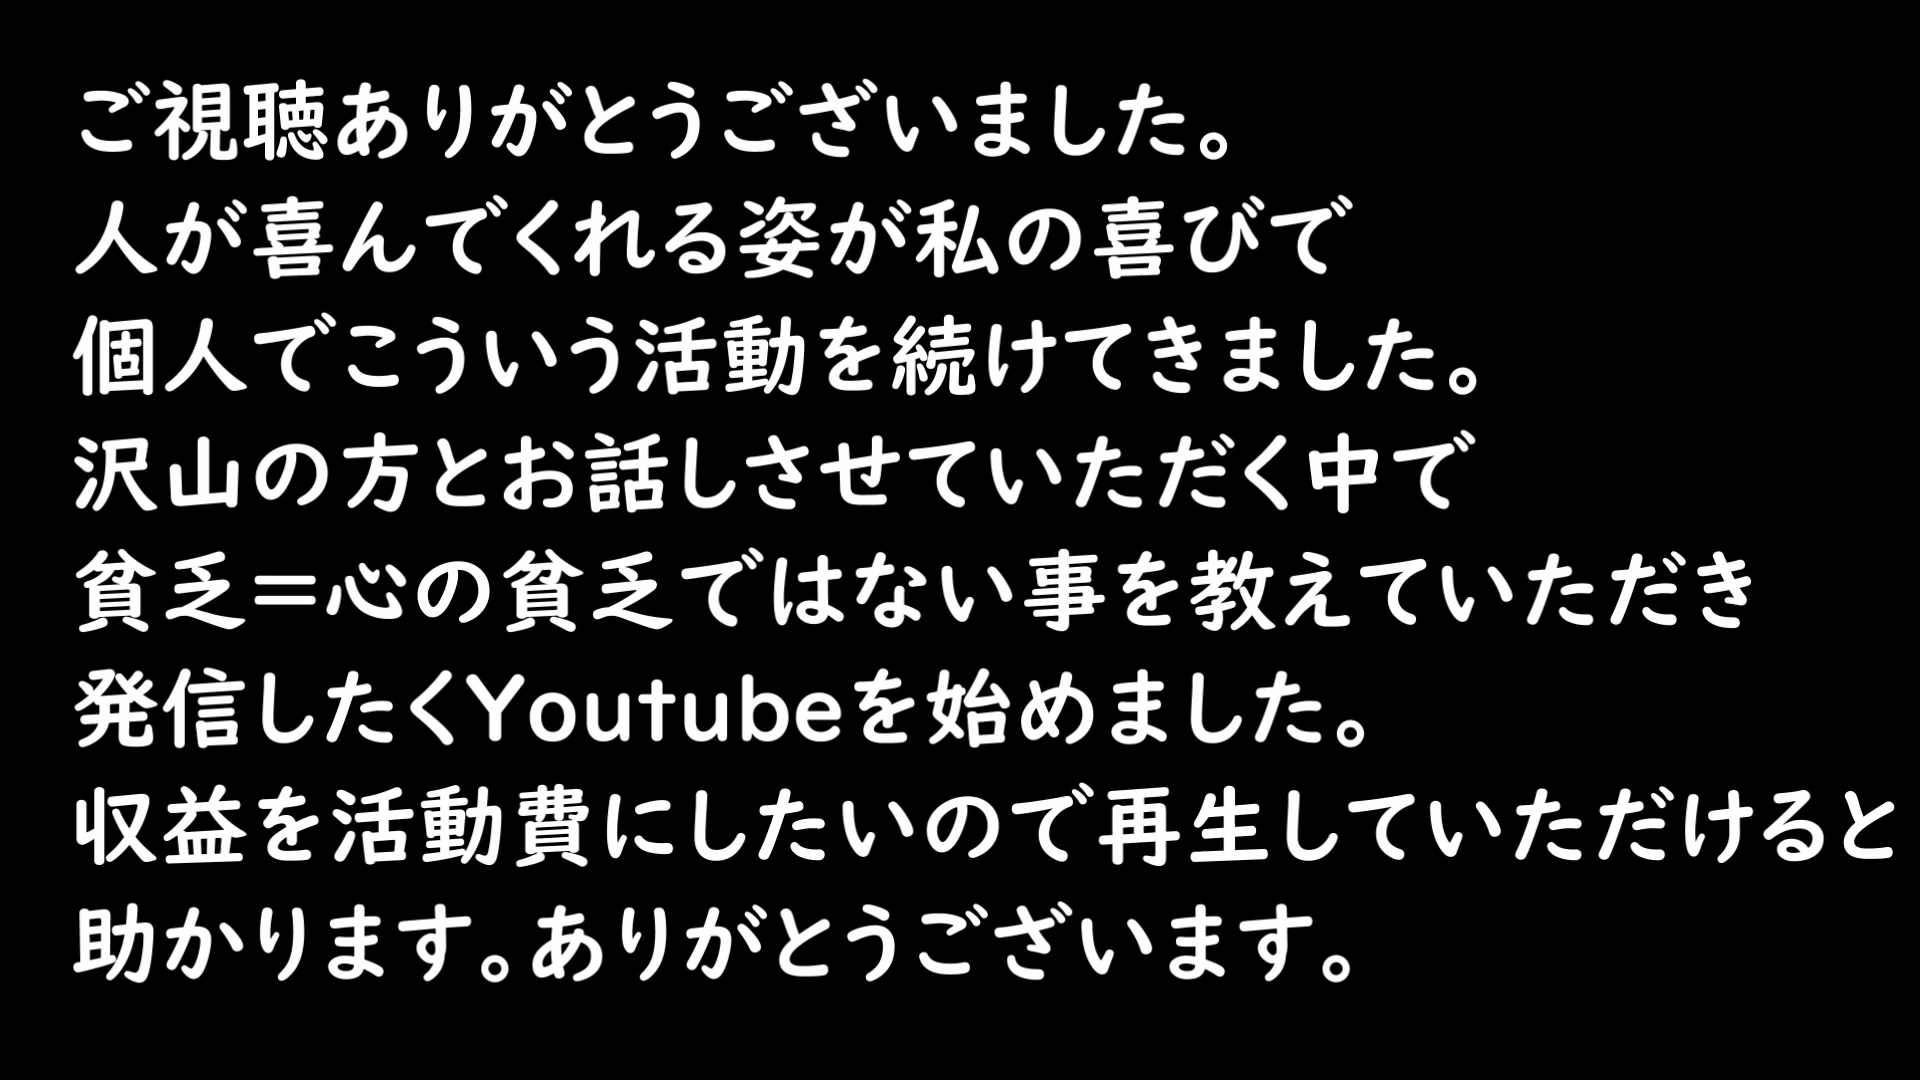 ご視聴ありがとうございました。
人が喜んでくれる姿が私の喜びで
個人でこういう活動を続けてきました。
沢山の方とお話しさせていただく中で
貧乏＝心の貧乏ではない事を教えていただき
発信したくYoutubeを始めました。
収益を活動費にしたいので再生していただけると
助かります。ありがとうございます。